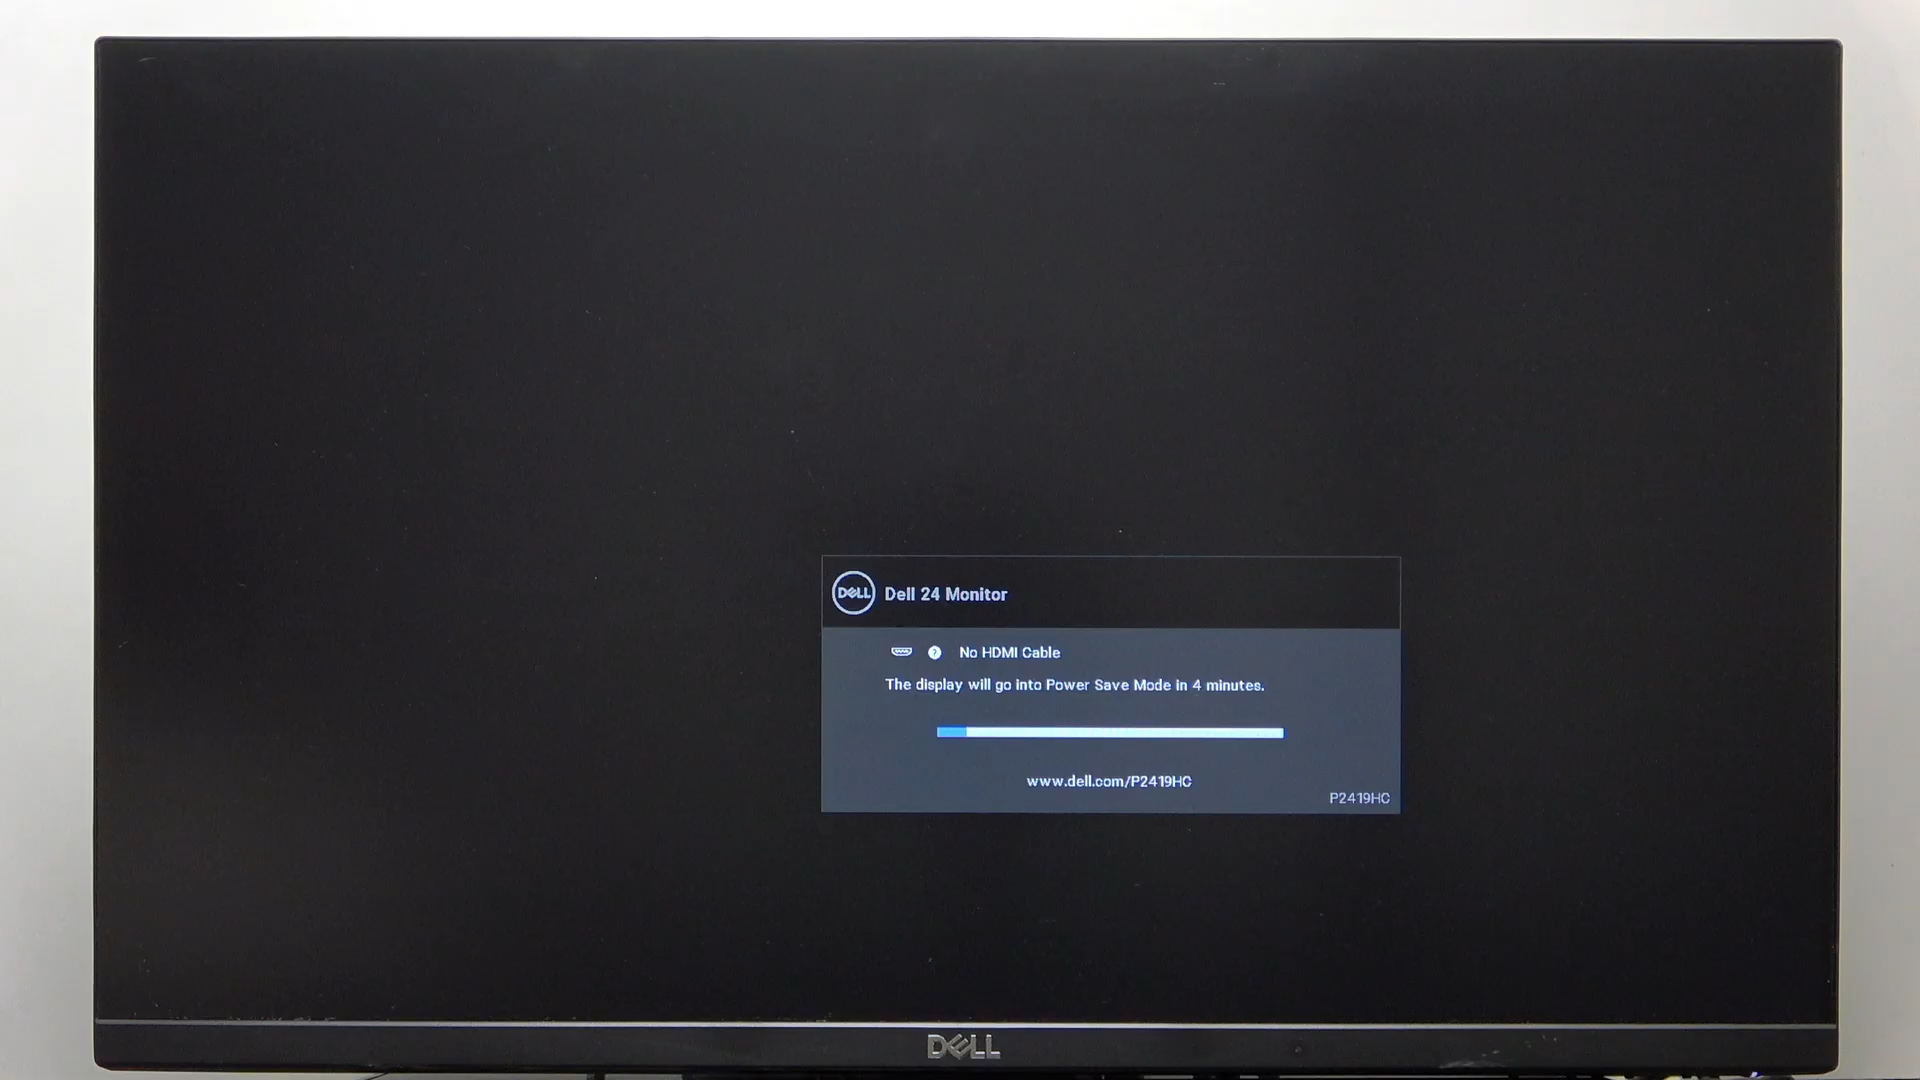 DELL
Dell 24 Monitor
No HDMI Cable
The display will go into Power Save Mode in 4 minutes.
www.dell.com/P2419HC
P2419HC
DELL